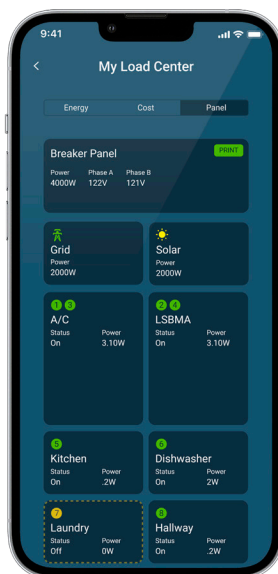 9:41
My Load Center
Energy Cost Panel
Breaker Panel PRINT
Power Phase A Phase B
4000W 122V 121V
Grid
Power
2000W
Solar
Power
2000W
1 3
A/C
Status Power
On 3.10W
2 4
LSBMA
Status Power
On 3.10W
5
Kitchen
Status Power
On .2W
6
Dishwasher
Status Power
On 2W
7
Laundry
Status Power
Off 0W
8
Hallway
Status Power
On .2W